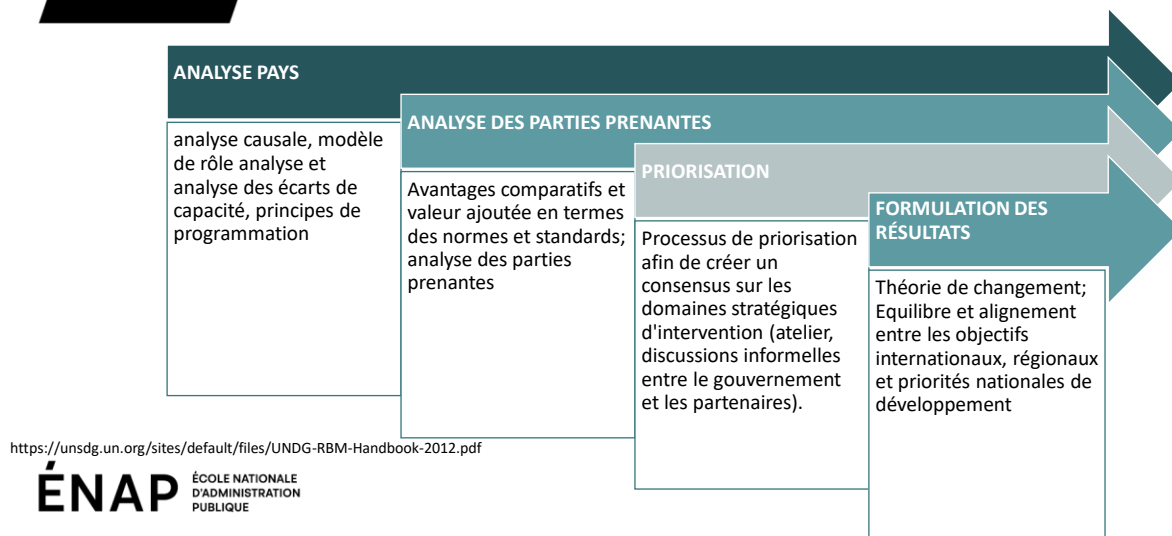 ANALYSE PAYS
analyse causale, modèle
de rôle analyse et
analyse des écarts de
capacité, principes de
programmation
ANALYSE DES PARTIES PRENANTES
Avantages comparatifs et
valeur ajoutée en termes
des normes et standards;
analyse des parties
prenantes
PRIORISATION
Processus de priorisation
afin de créer un
consensus sur les
domaines stratégiques
d'intervention (atelier,
discussions informelles
entre le gouvernement
et les partenaires).
FORMULATION DES
RÉSULTATS
Théorie de changement;
Equilibre et alignement
entre les objectifs
internationaux, régionaux
et priorités nationales de
développement
https://unsdg.un.org/sites/default/files/UNDG-RBM-Handbook-2012.pdf
ÉNAP
ÉCOLE NATIONALE
D'ADMINISTRATION
PUBLIQUE